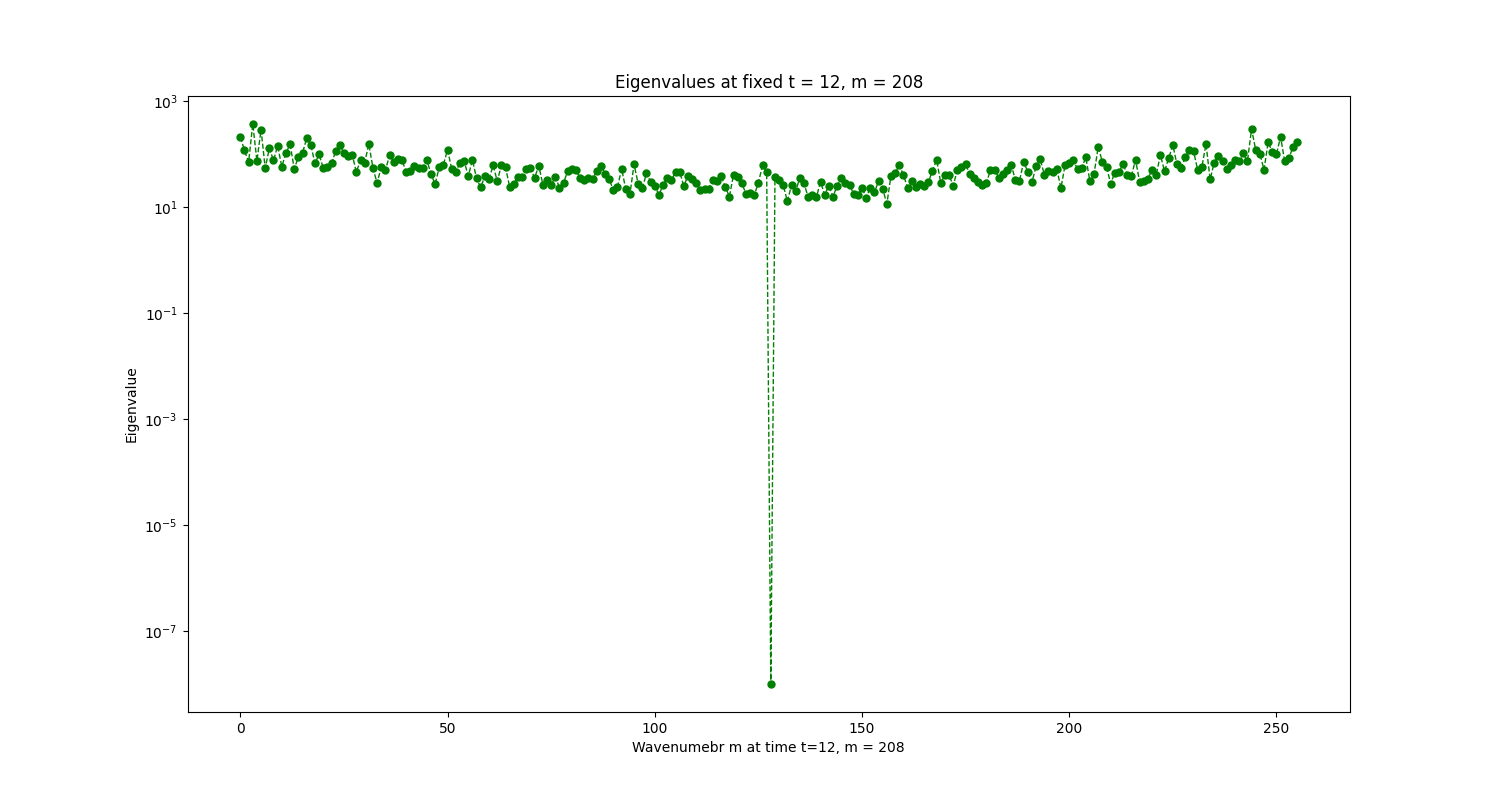 Eigenvalues at fixed t = 12, m = 208
10³
10¹
10⁻¹
10⁻³
10⁻⁵
10⁻⁷
Eigenvalue
0 50 100 150 200 250
Wavenumebr m at time t=12, m = 208